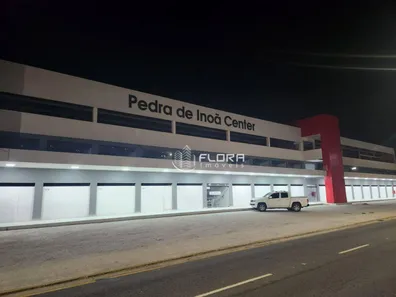 Pedra de Inoã Center
FLORA
IMÓVEIS